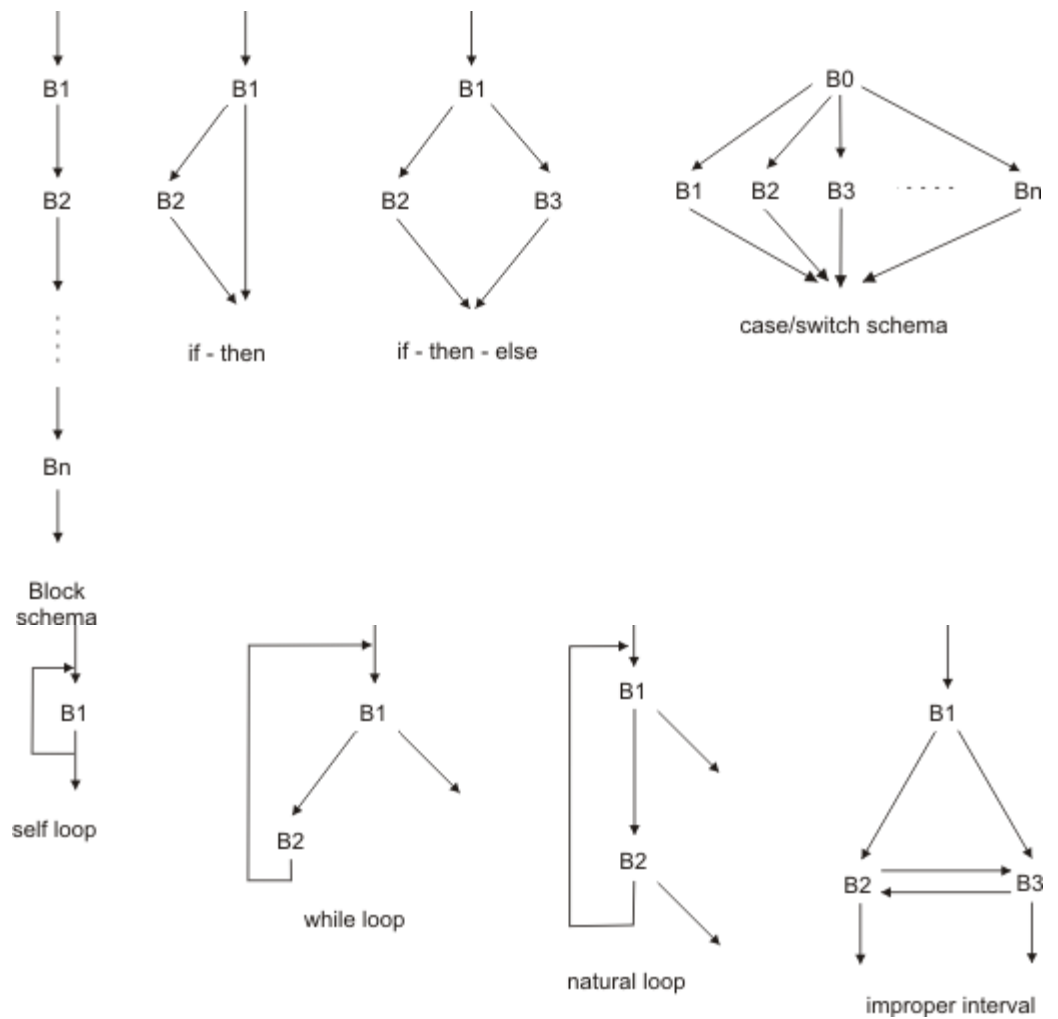 B1
B2
Bn
Block
schema
B1
B2
if - then
B1
B2
B3
if - then - else
B0
B1
B2
B3
Bn
case/switch schema
B1
self loop
B1
B2
while loop
B1
B2
natural loop
B1
B2
B3
improper interval